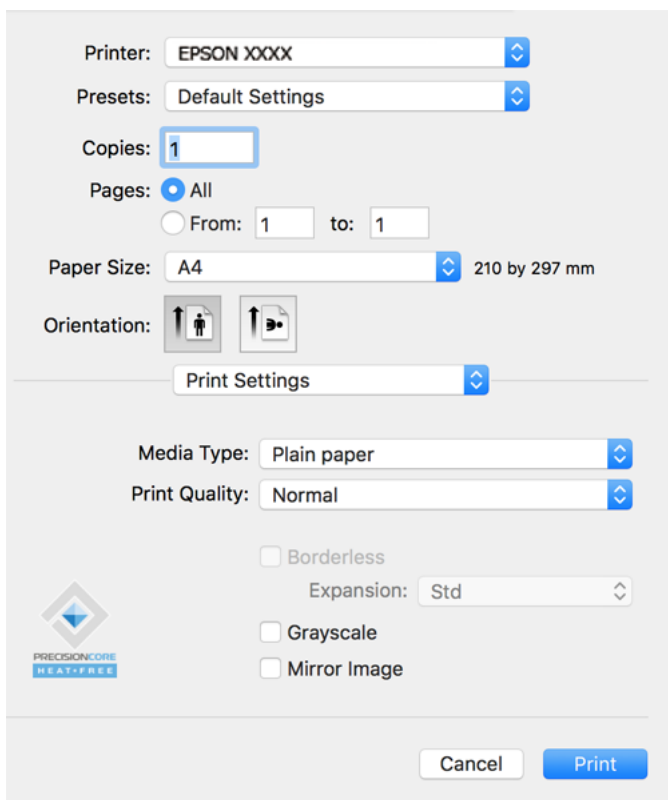 Printer: EPSON XXXX
Presets: Default Settings
Copies: 1
Pages: All
From: 1 to: 1
Paper Size: A4 210 by 297 mm
Orientation:
Print Settings
Media Type: Plain paper
Print Quality: Normal
Borderless
Expansion: Std
Grayscale
Mirror Image
PRECISIONCORE
HEAT-FREE
Cancel Print